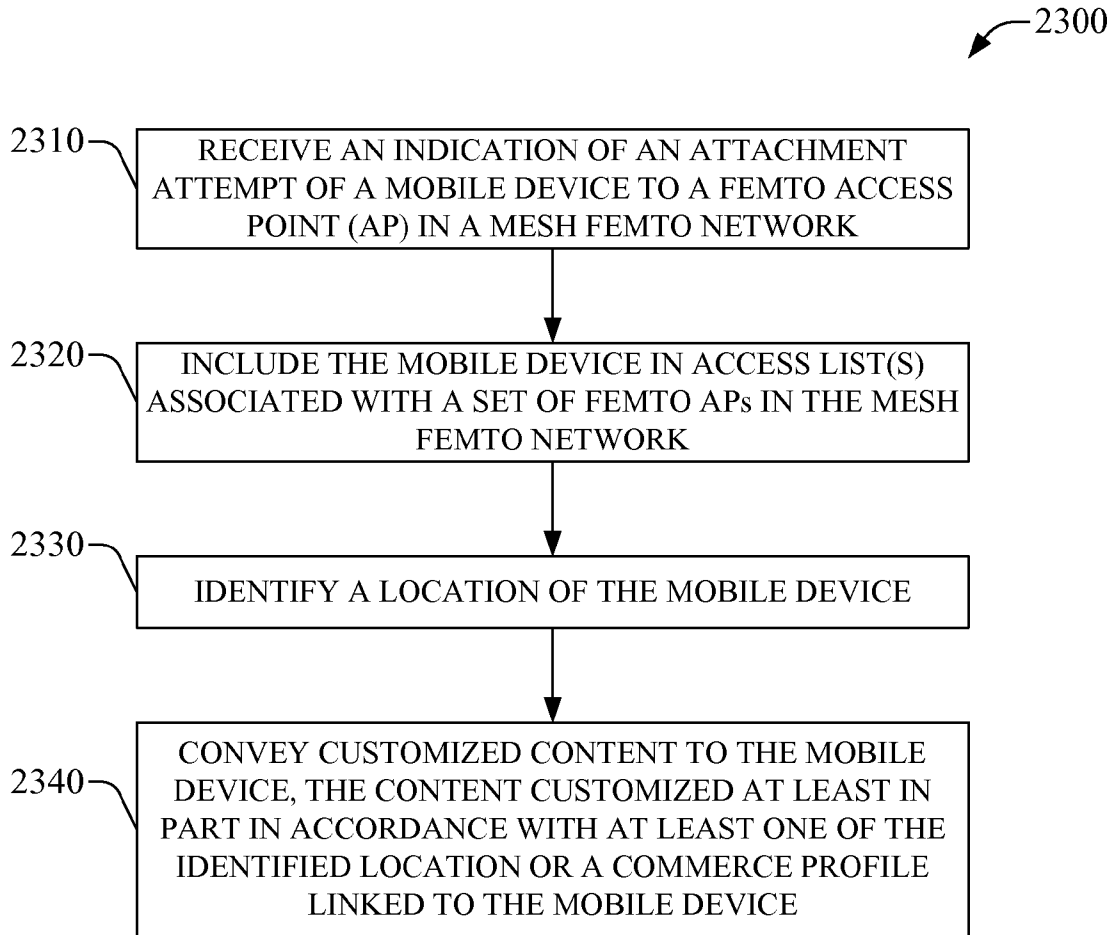 2300
2310
RECEIVE AN INDICATION OF AN ATTACHMENT
ATTEMPT OF A MOBILE DEVICE TO A FEMTO ACCESS
POINT (AP) IN A MESH FEMTO NETWORK
2320
INCLUDE THE MOBILE DEVICE IN ACCESS LIST(S)
ASSOCIATED WITH A SET OF FEMTO APs IN THE MESH
FEMTO NETWORK
2330
IDENTIFY A LOCATION OF THE MOBILE DEVICE
2340
CONVEY CUSTOMIZED CONTENT TO THE MOBILE
DEVICE, THE CONTENT CUSTOMIZED AT LEAST IN
PART IN ACCORDANCE WITH AT LEAST ONE OF THE
IDENTIFIED LOCATION OR A COMMERCE PROFILE
LINKED TO THE MOBILE DEVICE